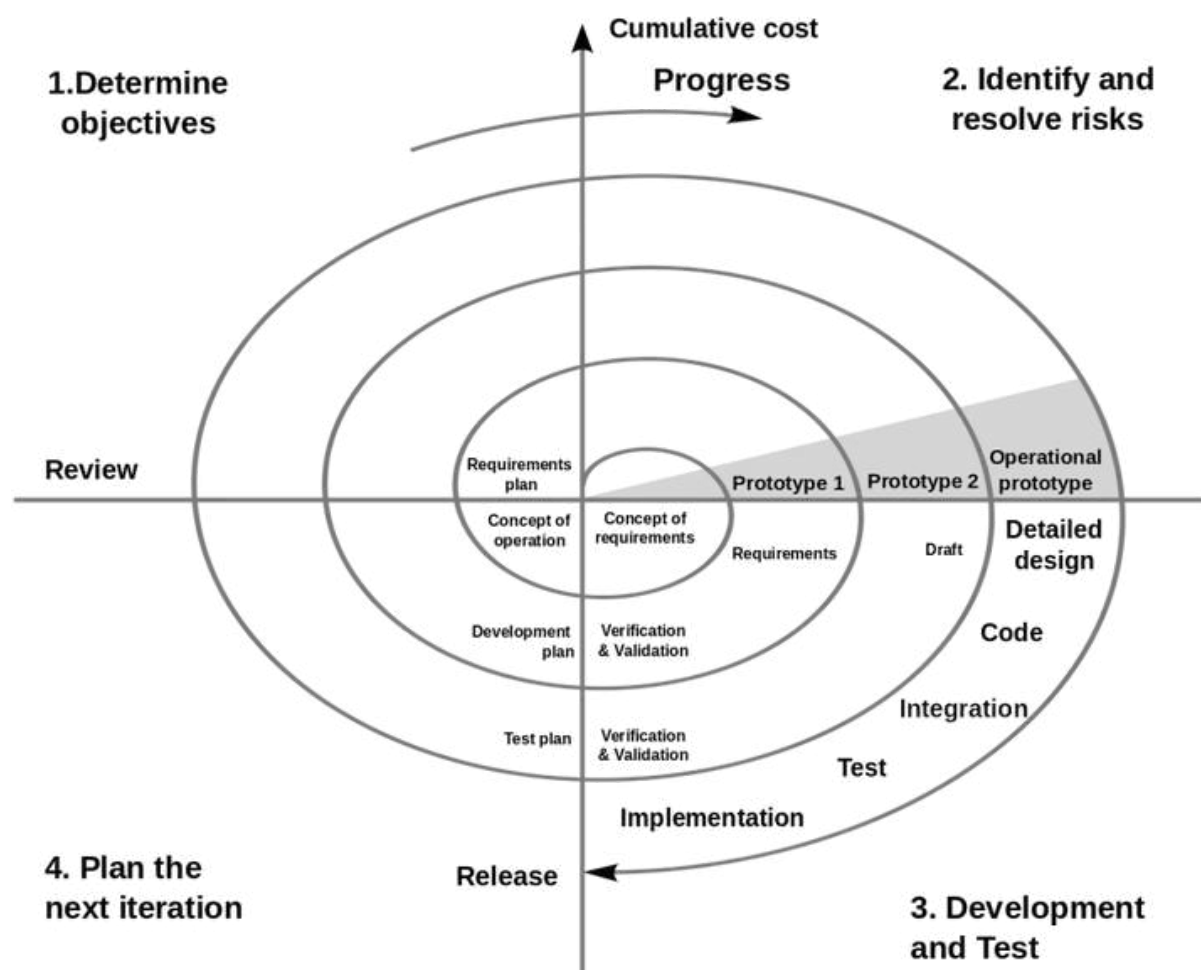 Cumulative cost
Progress
1.Determine
objectives
2. Identify and
resolve risks
Review
Requirements
plan
Prototype 1
Prototype 2
Operational
prototype
Concept of
operation
Concept of
requirements
Requirements
Draft
Detailed
design
Development
plan
Verification
& Validation
Code
Integration
Test plan
Verification
& Validation
Test
Implementation
Release
4. Plan the
next iteration
3. Development
and Test